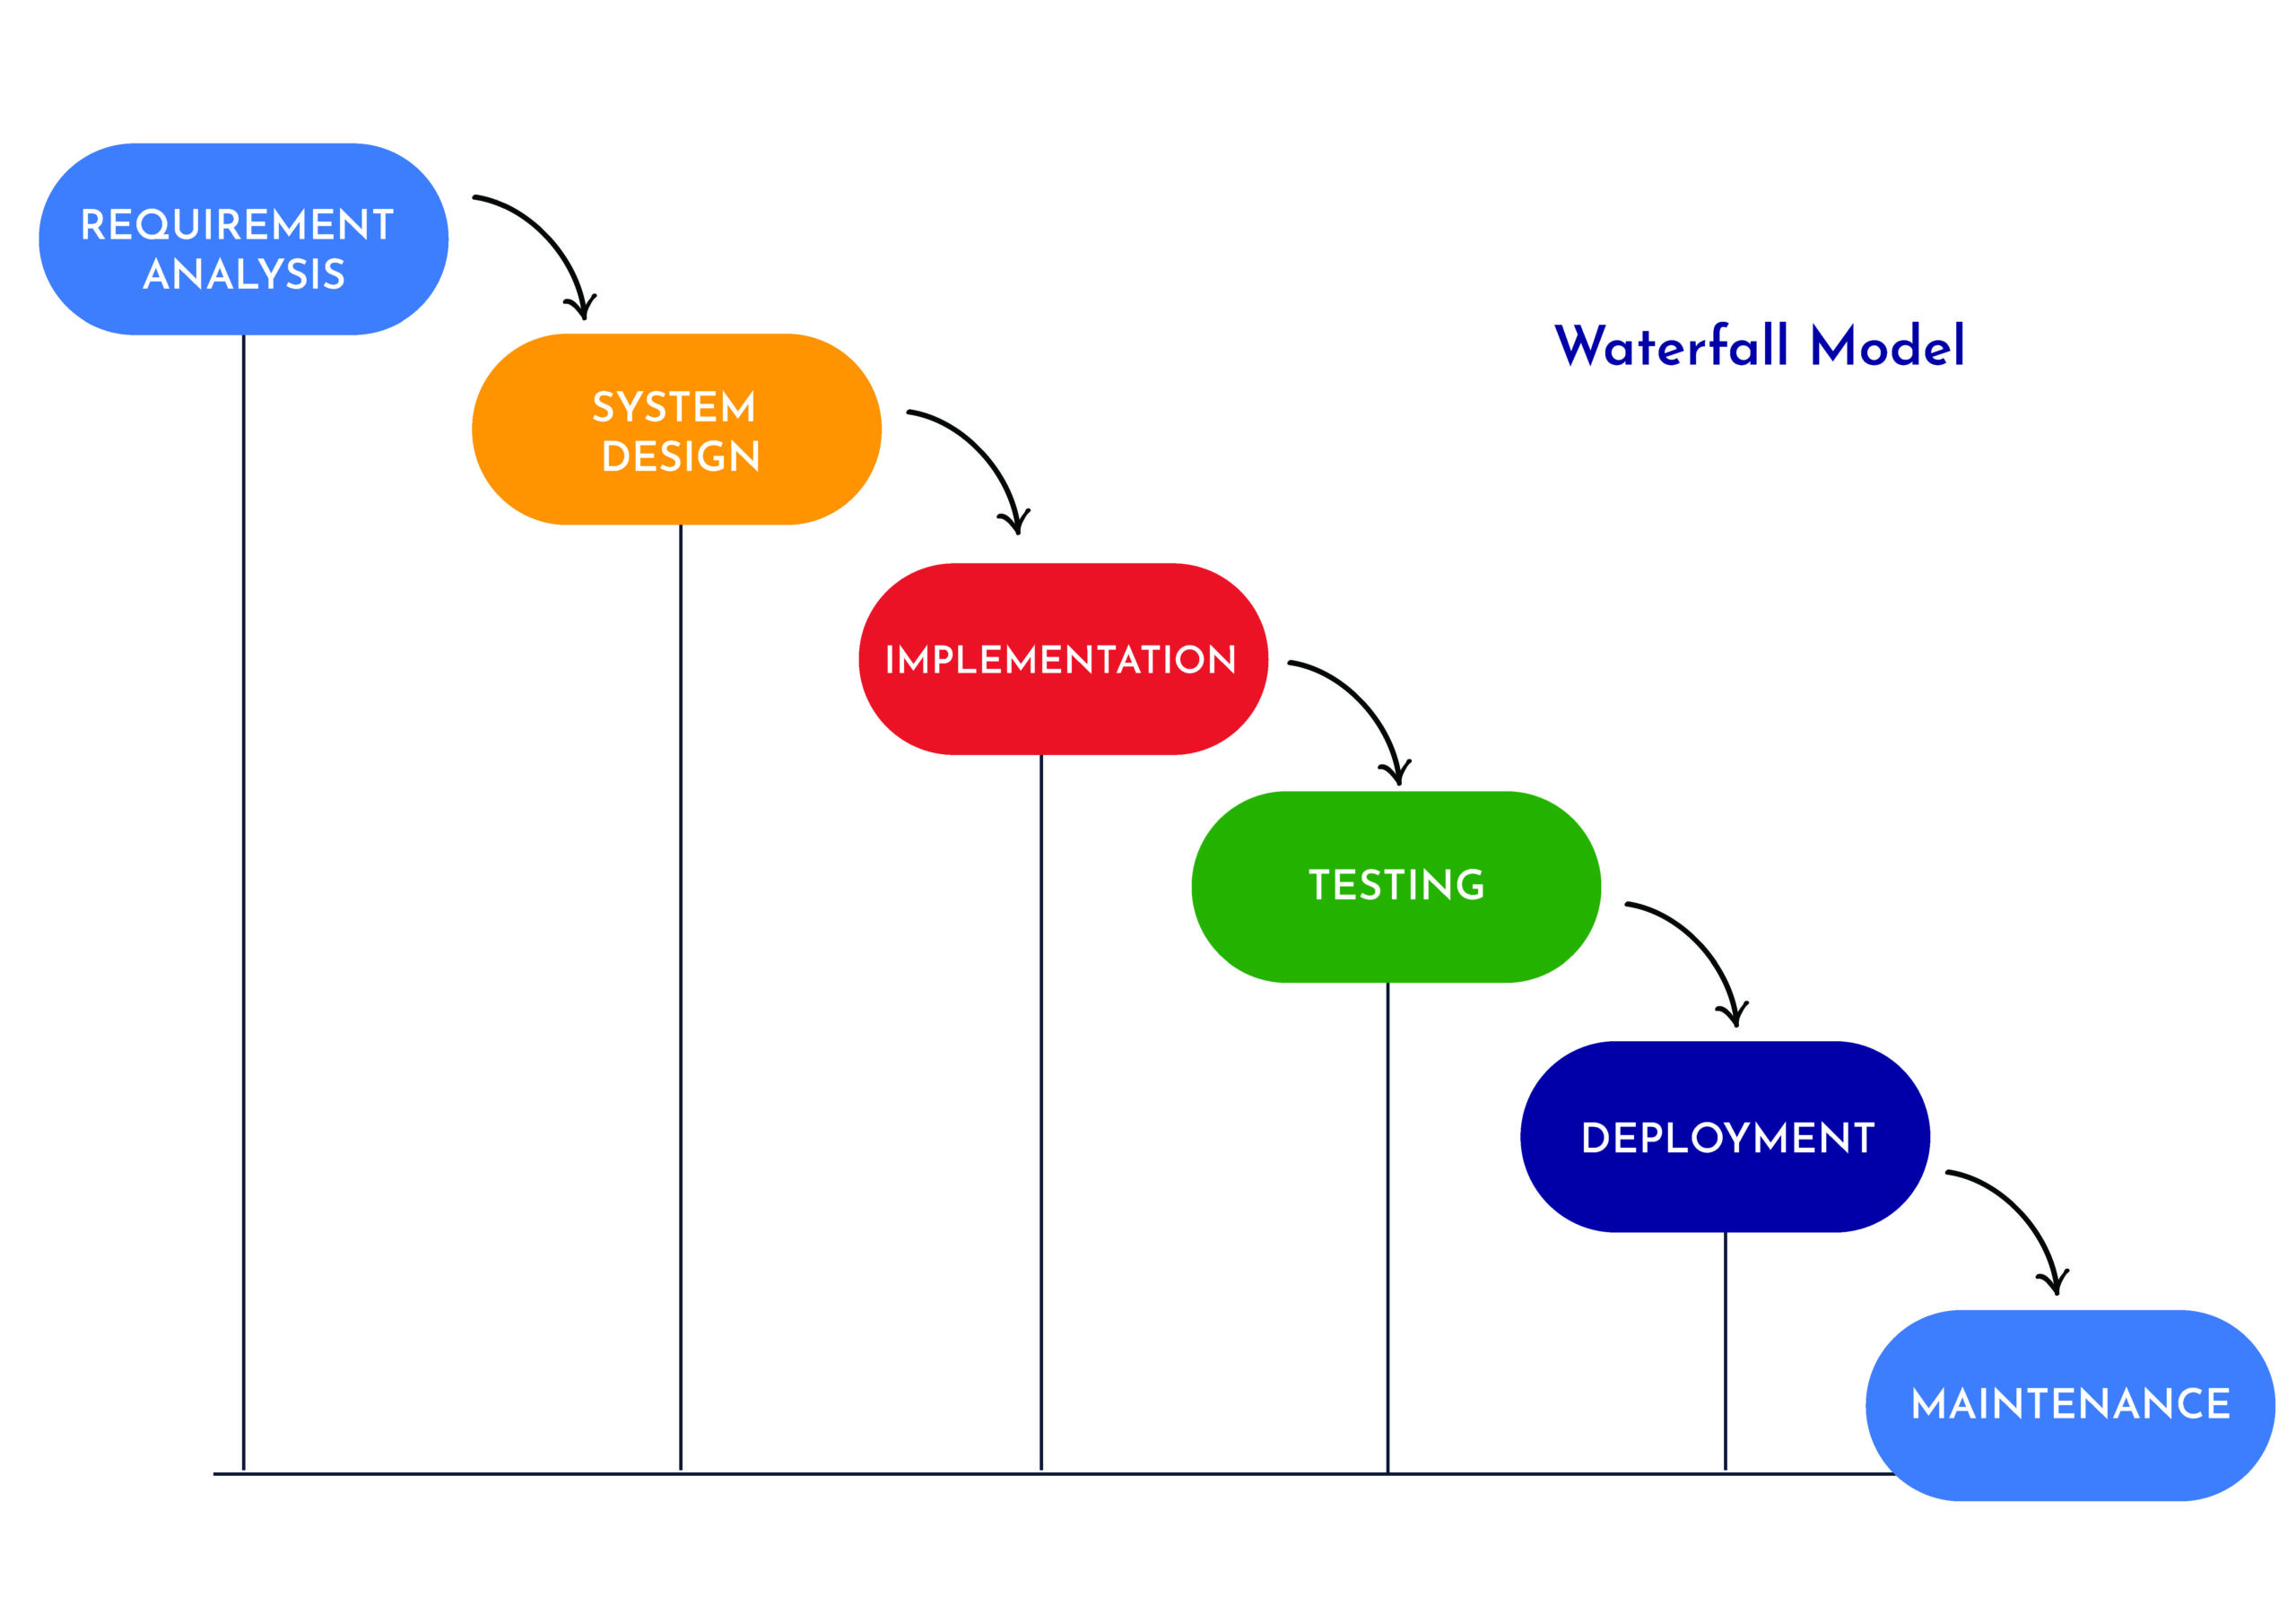 REQUIREMENT
ANALYSIS
Waterfall Model
SYSTEM
DESIGN
IMPLEMENTATION
TESTING
DEPLOYMENT
MAINTENANCE